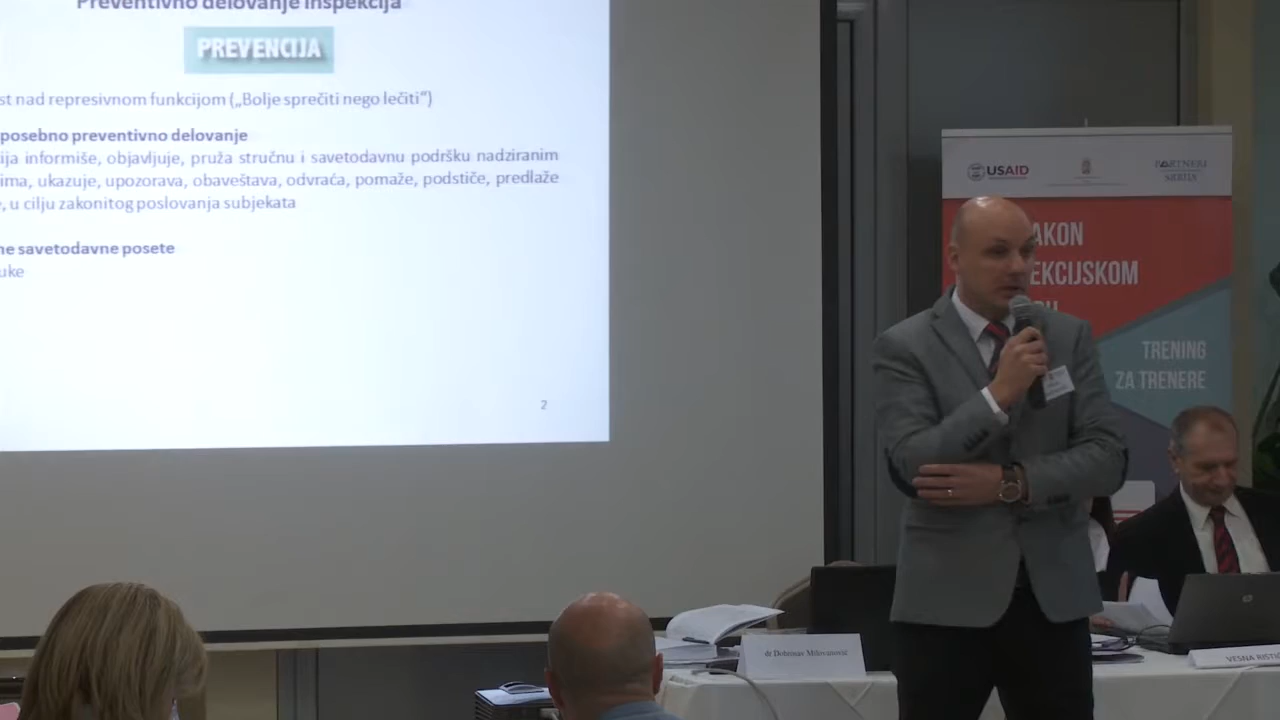 Preventivno delovanje inspekcija
PREVENCIJA
st nad represivnom funkcijom („Bolje sprečiti nego lečiti“)
posebno preventivno delovanje
ija informiše, objavljuje, pruža stručnu i savetodavnu podršku nadziranim
ima, ukazuje, upozorava, obaveštava, odvraća, pomaže, podstiče, predlaže
, u cilju zakonitog poslovanja subjekata
ne savetodavne posete
uke
2
USAID
PARTNERI
SRBIJA
AKON
EKCIJSKOM
TRENING
ZA TRENERE
dr Dobrosav Milovanović
VESNA RISTIĆ
hp